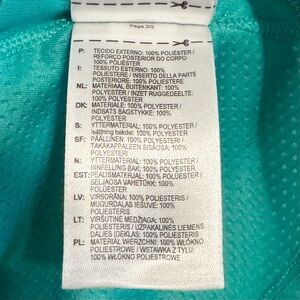 Page 2/2
P: TECIDO EXTERNO: 100% POLIÉSTER /
REFORÇO POSTERIOR DO CORPO:
100% POLIÉSTER
I: TESSUTO ESTERNO: 100%
POLIESTERE / INSERTO DELLA PARTE
POSTERIORE: 100% POLIESTERE
NL: MATERIAAL BUITENKANT: 100%
POLYESTER / INZET RUGGEDEELTE:
100% POLYESTER
DK: MATERIALE: 100% POLYESTER /
INDSATS BAGSTYKKE: 100%
POLYESTER
S: YTTERMATERIAL: 100% POLYESTER/
Isättning bakdel: 100% POLYESTER
SF: PÄÄLLINEN: 100% POLYESTERI /
TAKAKAPPALEEN SISÄOSA: 100%
POLYESTERI
N: YTTERMATERIALE: 100% POLYESTER /
INNFELLING BAK: 100% POLYESTER
EST: PEALISMATERJAL: 100% POLÜESTER /
SELJAOSA VAHETÜKK: 100%
POLÜESTER
LV: VIRSDRĀNA: 100% POLIESTERIS /
MUGURDAĻAS IEŠUVE: 100%
POLIESTERIS
LT: VIRŠUTINĖ MEDŽIAGA: 100%
POLIESTERIS / UŽPAKALINĖS LIEMENS
DALIES ĮDĖKLAS: 100% POLIESTERIS
PL: MATERIAŁ WIERZCHNI: 100% WŁÓKNO
POLIESTROWE / WSTAWKA Z TYŁU:
100% WŁÓKNO POLIESTROWE